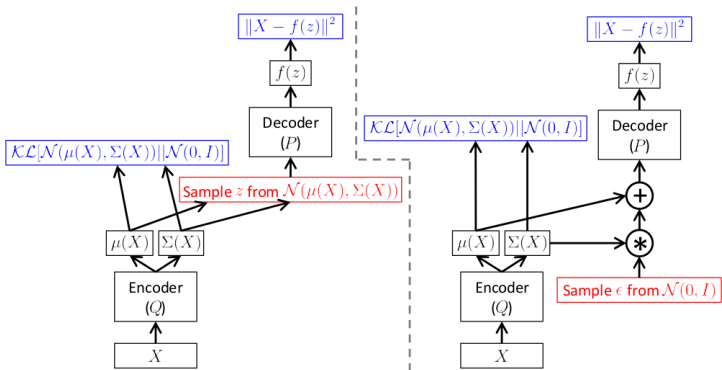 ‖X − f(z)‖²
f(z)
Decoder
(P)
𝒦ℒ[𝒩(μ(X), Σ(X))||𝒩(0, I)]
Sample z from 𝒩(μ(X), Σ(X))
μ(X)
Σ(X)
Encoder
(Q)
X
‖X − f(z)‖²
f(z)
Decoder
(P)
𝒦ℒ[𝒩(μ(X), Σ(X))||𝒩(0, I)]
+
μ(X)
Σ(X)
*
Encoder
(Q)
Sample ϵ from 𝒩(0, I)
X